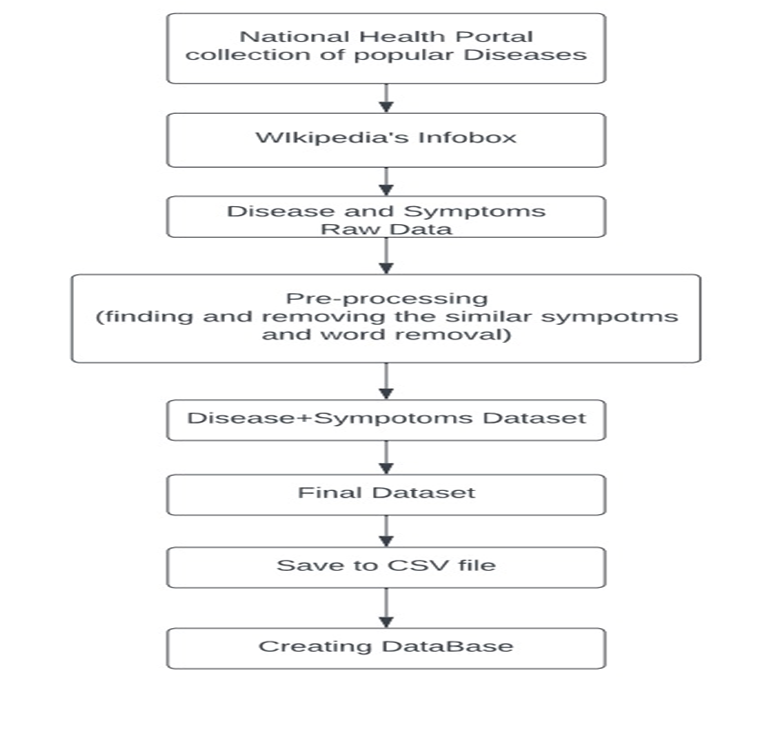 National Health Portal
collection of popular Diseases
WIkipedia's Infobox
Disease and Symptoms
Raw Data
Pre-processing
(finding and removing the similar sympotms
and word removal)
Disease+Sympotoms Dataset
Final Dataset
Save to CSV file
Creating DataBase